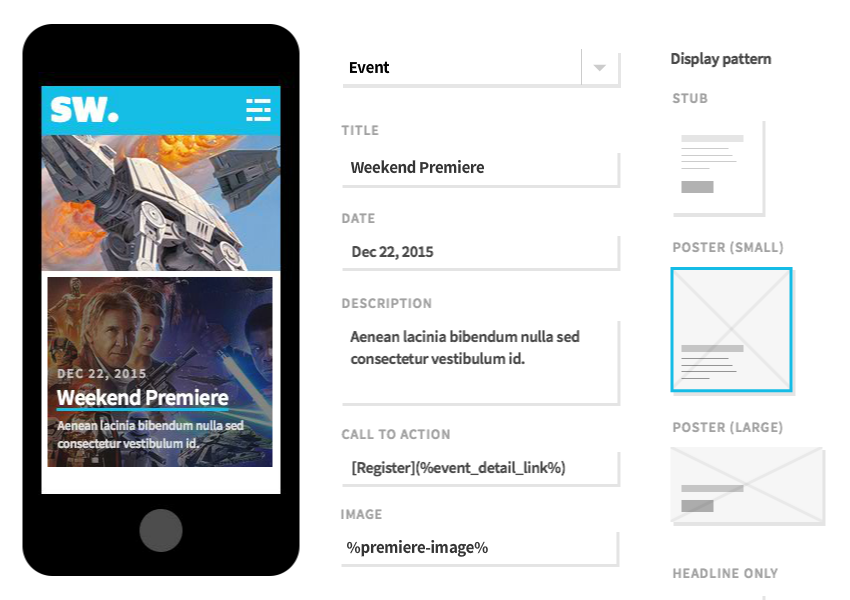 SW.
DEC 22, 2015
Weekend Premiere
Aenean lacinia bibendum nulla sed
consectetur vestibulum id.
Event
TITLE
Weekend Premiere
DATE
Dec 22, 2015
DESCRIPTION
Aenean lacinia bibendum nulla sed
consectetur vestibulum id.
CALL TO ACTION
[Register](%event_detail_link%)
IMAGE
%premiere-image%
Display pattern
STUB
POSTER (SMALL)
POSTER (LARGE)
HEADLINE ONLY